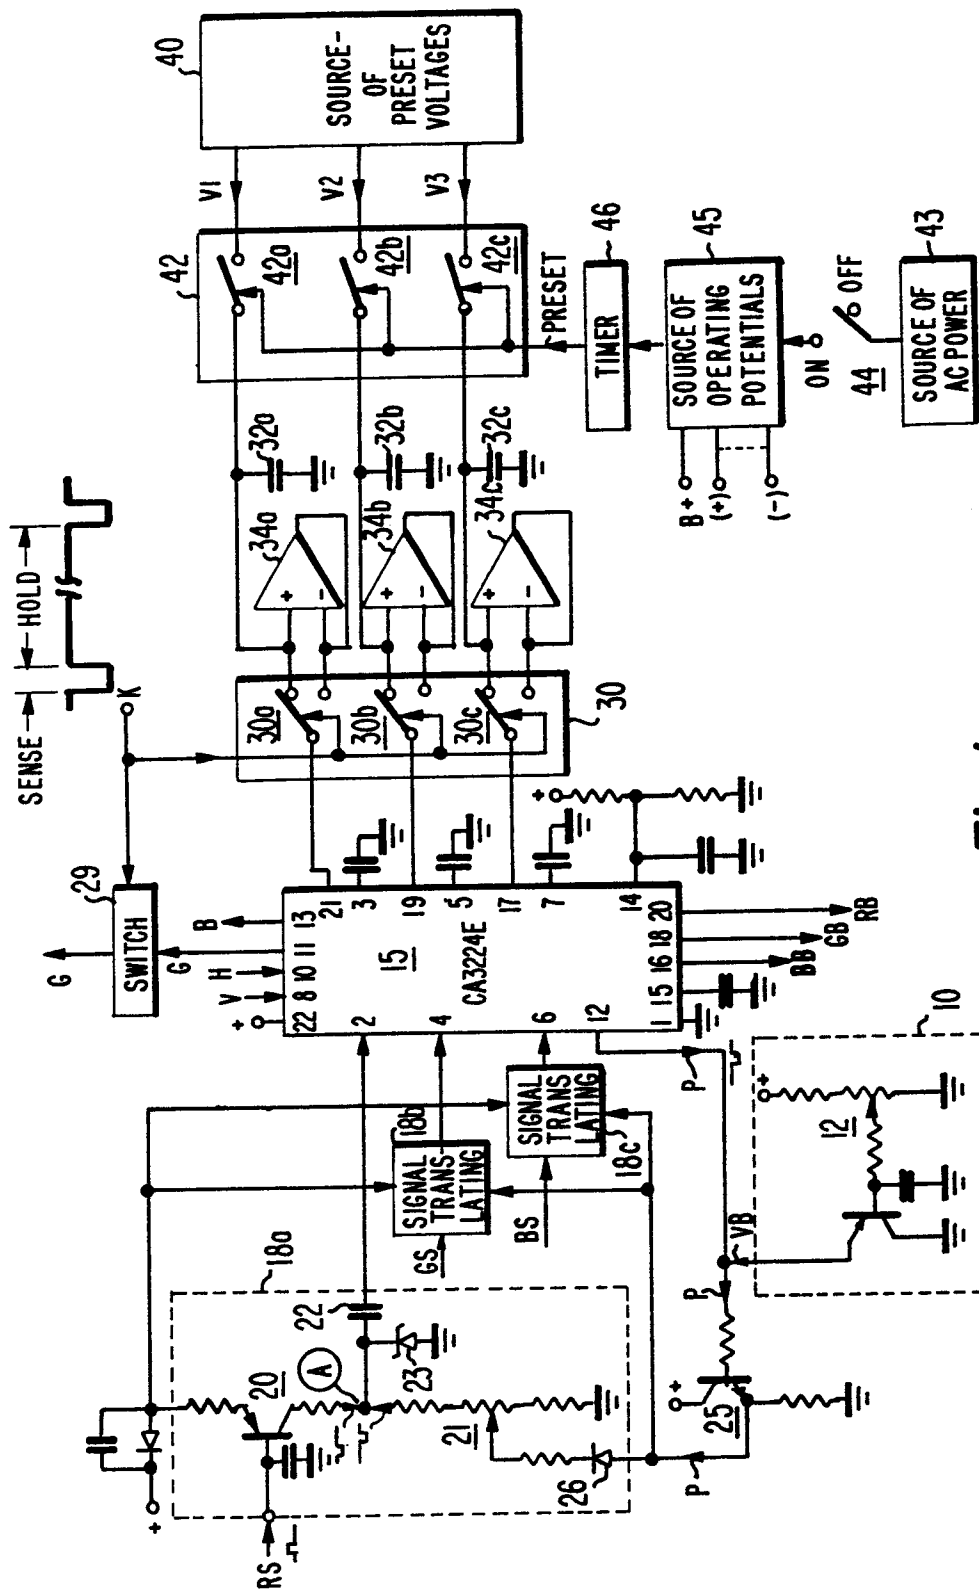 SENSE
HOLD
K
G
SWITCH
29
G
B
H
V
+
22
8
10
11
13
2
4
6
12
15
CA3224E
21
3
19
5
17
7
14
1
15
16
18
20
BB
GB
RB
+
30a
30b
30c
30
34a
34b
34c
+
-
+
-
+
-
32a
32b
32c
42
42a
42b
42c
V1
V2
V3
40
SOURCE-
OF
PRESET
VOLTAGES
PRESET
46
TIMER
45
SOURCE OF
OPERATING
POTENTIALS
B+
(+)
(-)
ON
OFF
44
43
SOURCE OF
AC POWER
18a
+
20
RS
A
22
23
21
26
18b
SIGNAL
TRANS
LATING
GS
18c
SIGNAL
TRANS
LATING
BS
P
P
P
+
25
VB
10
12
+